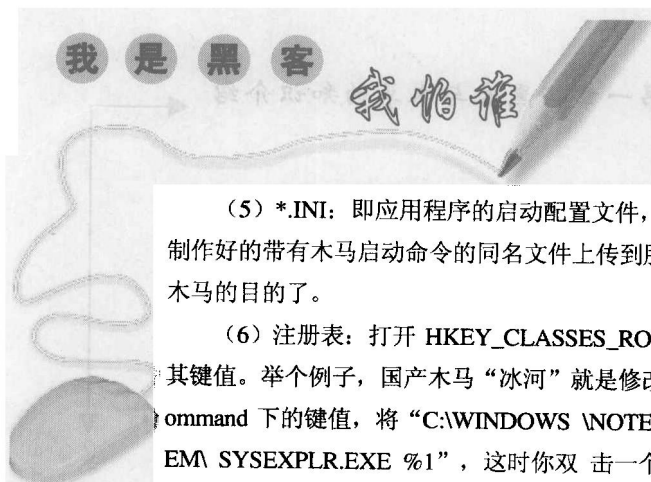 我是黑客
我怕谁
(5) *.INI：即应用程序的启动配置文件，
制作好的带有木马启动命令的同名文件上传到
木马的目的了。
(6) 注册表：打开 HKEY_CLASSES_RO
其键值。举个例子，国产木马“冰河”就是修改
ommand 下的键值，将“C:\WINDOWS \NOTE
EM\ SYSEXPLR.EXE %1”，这时你双 击一个